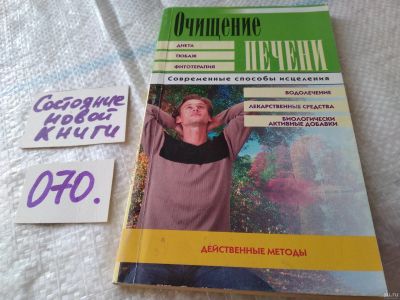 Очищение
ПЕЧЕНИ
ДИЕТА
ТЮБАЖ
ФИТОТЕРАПИЯ
Современные способы исцеления
ВОДОЛЕЧЕНИЕ
ЛЕКАРСТВЕННЫЕ СРЕДСТВА
БИОЛОГИЧЕСКИ
АКТИВНЫЕ ДОБАВКИ
ДЕЙСТВЕННЫЕ МЕТОДЫ
Состояние
новой
книги
070.